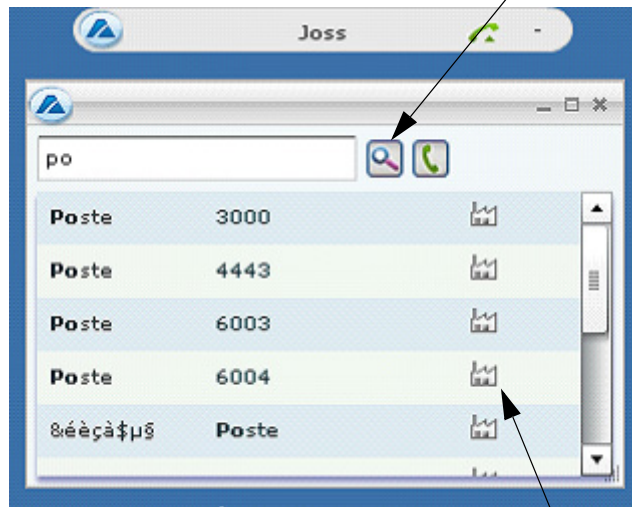 Joss -
po
Poste 3000
Poste 4443
Poste 6003
Poste 6004
&éèçà$µ§ Poste